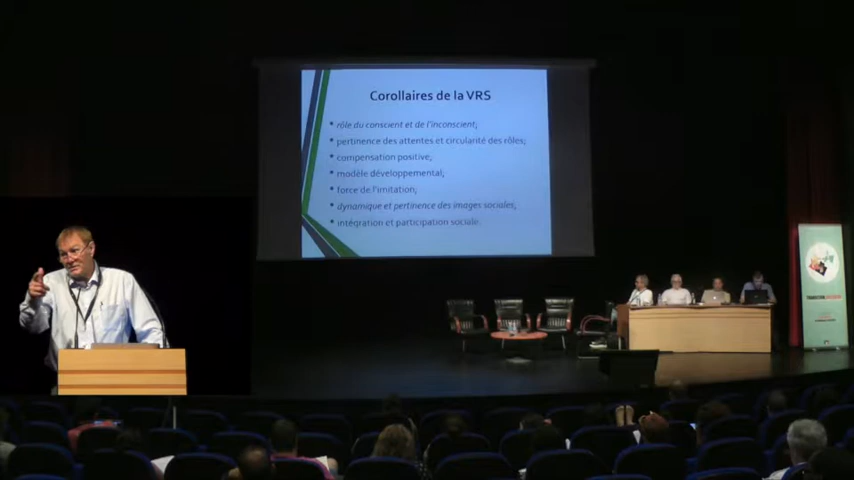 Corollaires de la VRS
• rôle du conscient et de l'inconscient;
• pertinence des attentes et circularité des rôles;
• compensation positive;
• modèle développemental;
• force de l'imitation;
• dynamique et pertinence des images sociales;
• intégration et participation sociale.